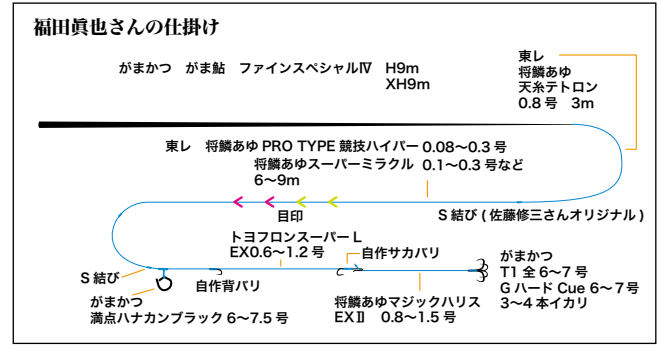 福田眞也さんの仕掛け
がまかつ　がま鮎　ファインスペシャルⅣ　H9m
XH9m
東レ
将鱗あゆ
天糸テトロン
0.8号　3m
東レ　将鱗あゆ PRO TYPE 競技ハイパー 0.08〜0.3号
将鱗あゆスーパーミラクル　0.1〜0.3号など
6〜9m
目印
S結び(佐藤修三さんオリジナル)
トヨフロンスーパーL
EX0.6〜1.2号
自作サカバリ
S結び
自作背バリ
がまかつ
満点ハナカンブラック 6〜7.5号
将鱗あゆマジックハリス
EXⅡ　0.8〜1.5号
がまかつ
T1 全 6〜7号
GハードCue 6〜7号
3〜4本イカリ